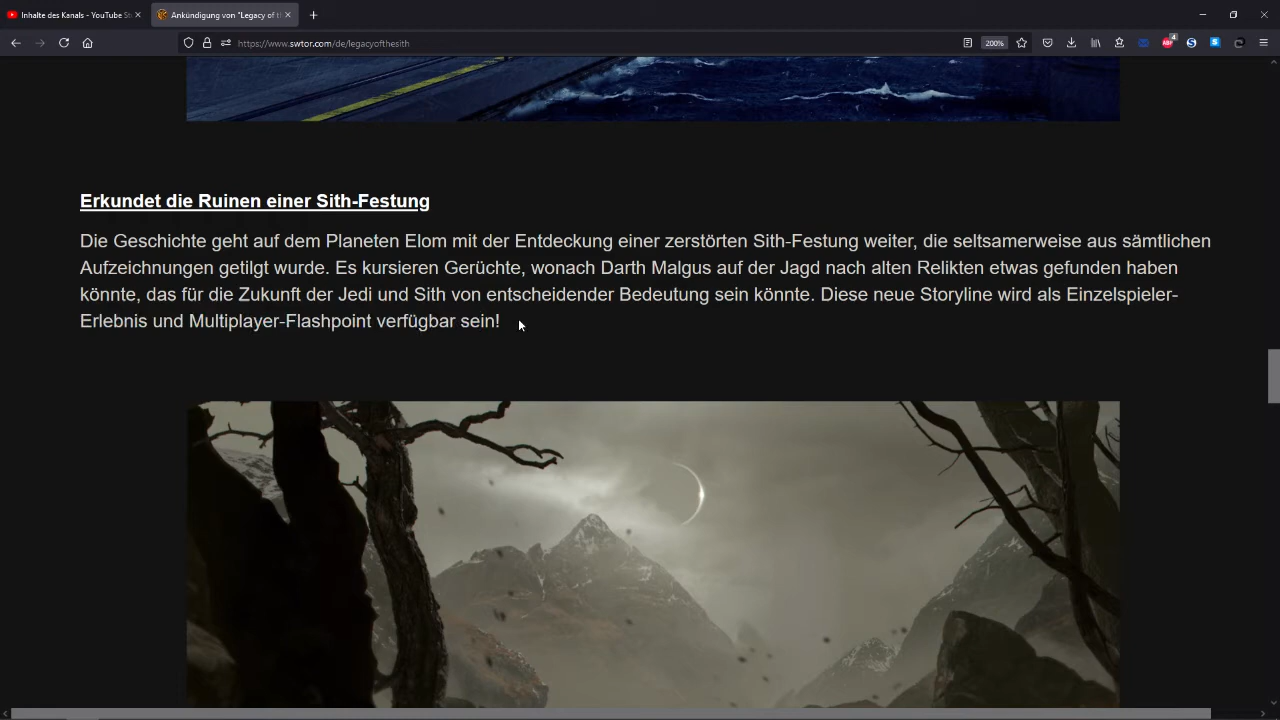 Inhalte des Kanals - YouTube St
Ankündigung von "Legacy of t
https://www.swtor.com/de/legacyofthesith
200%
ABP
4
Erkundet die Ruinen einer Sith-Festung
Die Geschichte geht auf dem Planeten Elom mit der Entdeckung einer zerstörten Sith-Festung weiter, die seltsamerweise aus sämtlichen
Aufzeichnungen getilgt wurde. Es kursieren Gerüchte, wonach Darth Malgus auf der Jagd nach alten Relikten etwas gefunden haben
könnte, das für die Zukunft der Jedi und Sith von entscheidender Bedeutung sein könnte. Diese neue Storyline wird als Einzelspieler-
Erlebnis und Multiplayer-Flashpoint verfügbar sein!